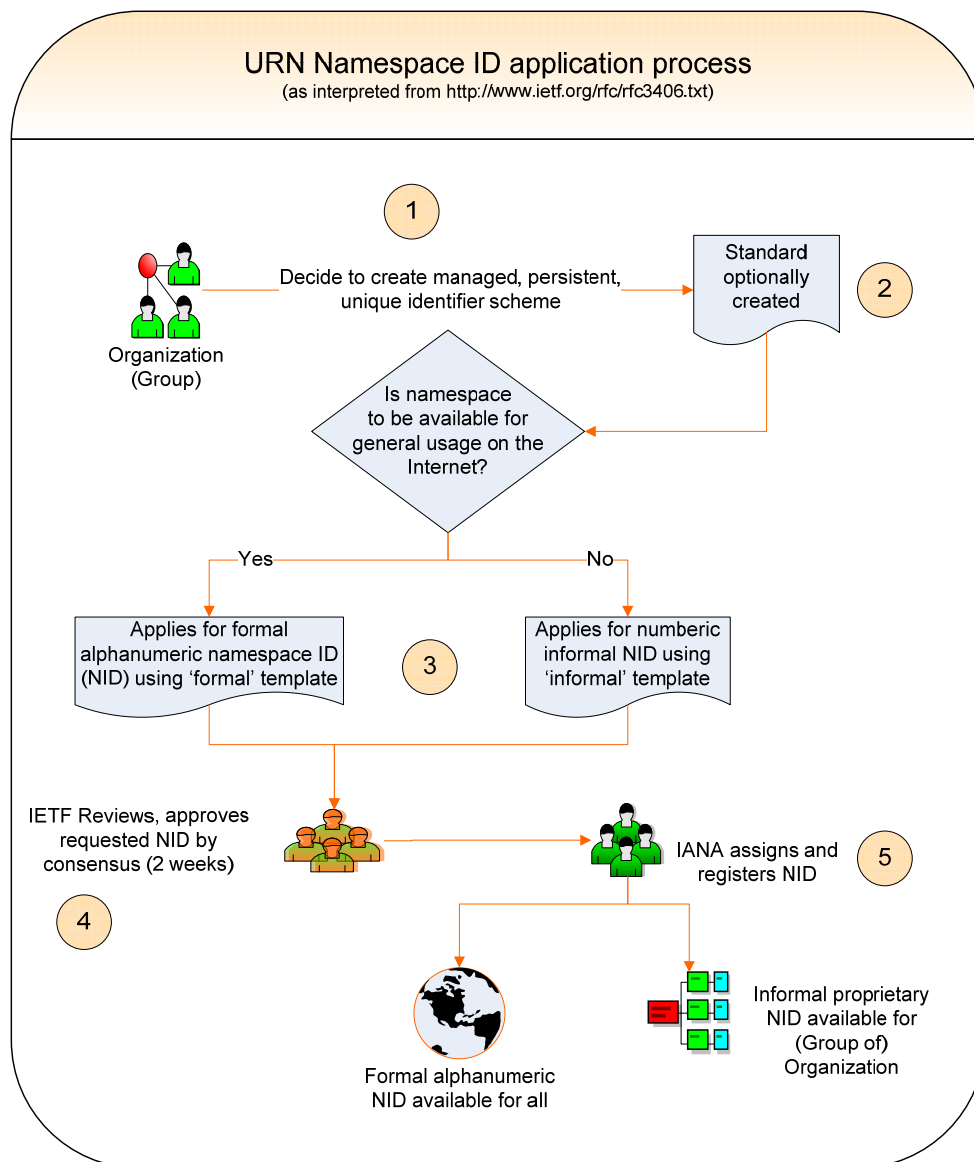 URN Namespace ID application process
(as interpreted from http://www.ietf.org/rfc/rfc3406.txt)
1
Decide to create managed, persistent,
unique identifier scheme
Organization
(Group)
Standard
optionally
created
2
Is namespace
to be available for
general usage on the
Internet?
Yes
No
Applies for formal
alphanumeric namespace ID
(NID) using ‘formal’ template
3
Applies for numberic
informal NID using
‘informal’ template
IETF Reviews, approves
requested NID by
consensus (2 weeks)
4
IANA assigns and
registers NID
5
Formal alphanumeric
NID available for all
Informal proprietary
NID available for
(Group of)
Organization